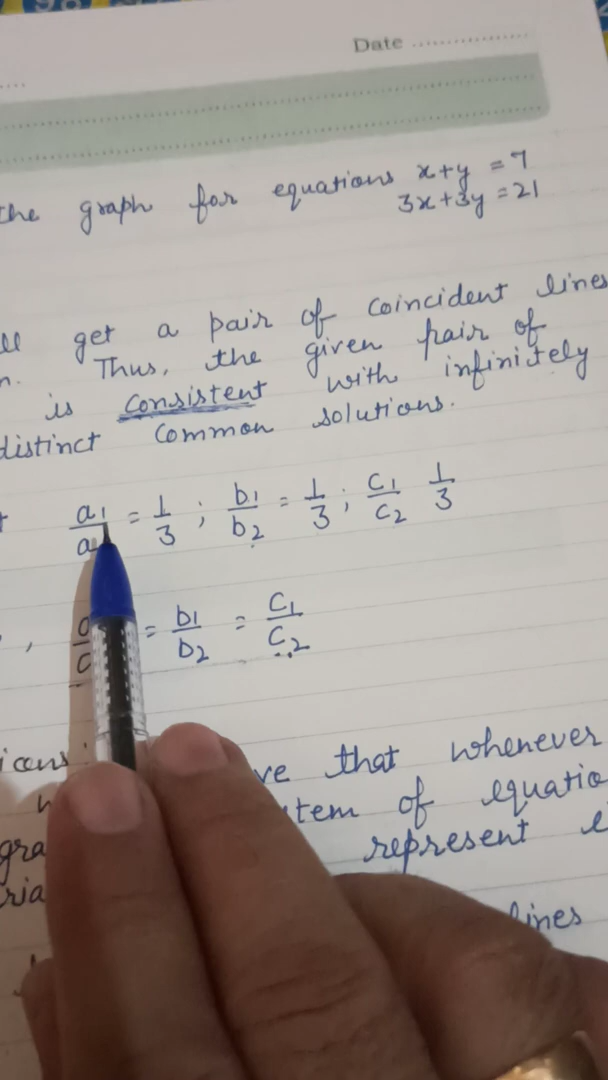 Date
the graph for equations x+y = 7
3x+3y = 21
get a pair of coincident lines
Thus, the given pair of
is consistent with infinitely
distinct common solutions.
a1/a = 1/3 ; b1/b2 = 1/3 ; c1/c2 1/3
, = b1/b2 = c1/c2
that whenever
of equatio
represent
lines